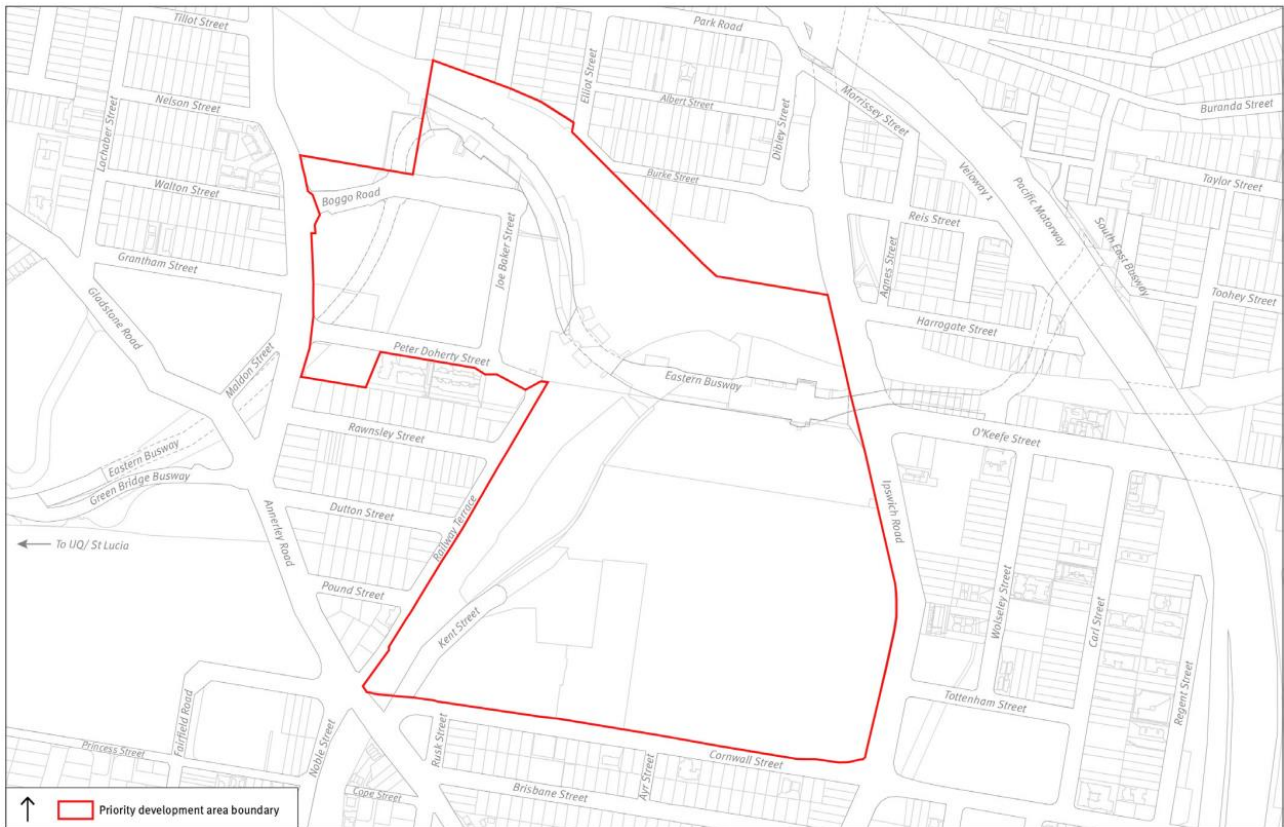 Tillot Street
Park Road
Elliot Street
Lochaber Street
Nelson Street
Albert Street
Dibley Street
Morrissey Street
Buranda Street
Walton Street
Boggo Road
Burke Street
Veloway 1
Pacific Motorway
Taylor Street
Reis Street
South East Busway
Joe Baker Street
Agnes Street
Grantham Street
Gladstone Road
Toohey Street
Harrogate Street
Peter Doherty Street
Maldon Street
Eastern Busway
Rawnsley Street
O'Keefe Street
Eastern Busway
Green Bridge Busway
Ipswich Road
Dutton Street
Annerley Road
Railway Terrace
← To UQ/ St Lucia
Pound Street
Kent Street
Wolseley Street
Carl Street
Regent Street
Tottenham Street
Fairfield Road
Noble Street
Rusk Street
Princess Street
Cornwall Street
Ayr Street
Brisbane Street
Cope Street
Priority development area boundary